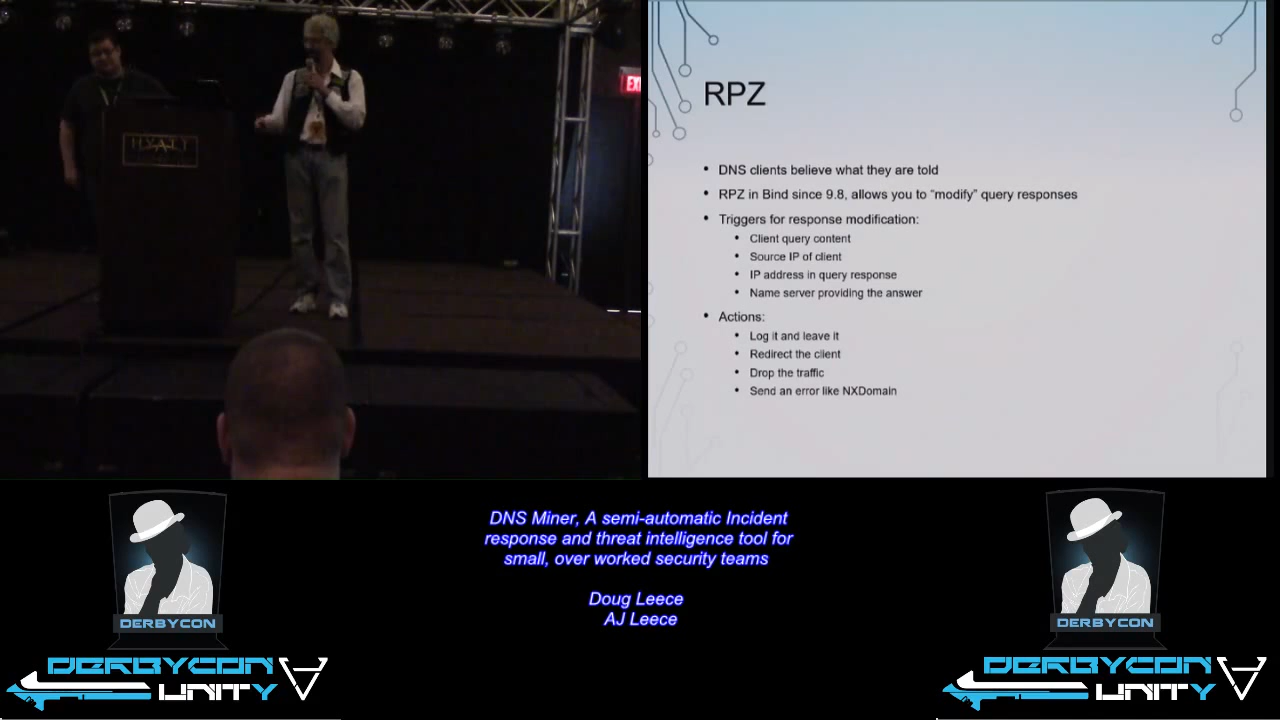 HYATT
EXI
RPZ
• DNS clients believe what they are told
• RPZ in Bind since 9.8, allows you to “modify” query responses
• Triggers for response modification:
• Client query content
• Source IP of client
• IP address in query response
• Name server providing the answer
• Actions:
• Log it and leave it
• Redirect the client
• Drop the traffic
• Send an error like NXDomain
DNS Miner, A semi-automatic Incident
response and threat intelligence tool for
small, over worked security teams
Doug Leece
AJ Leece
DERBYCON
DERBYCON
UNITY
DERBYCON
DERBYCON
UNITY